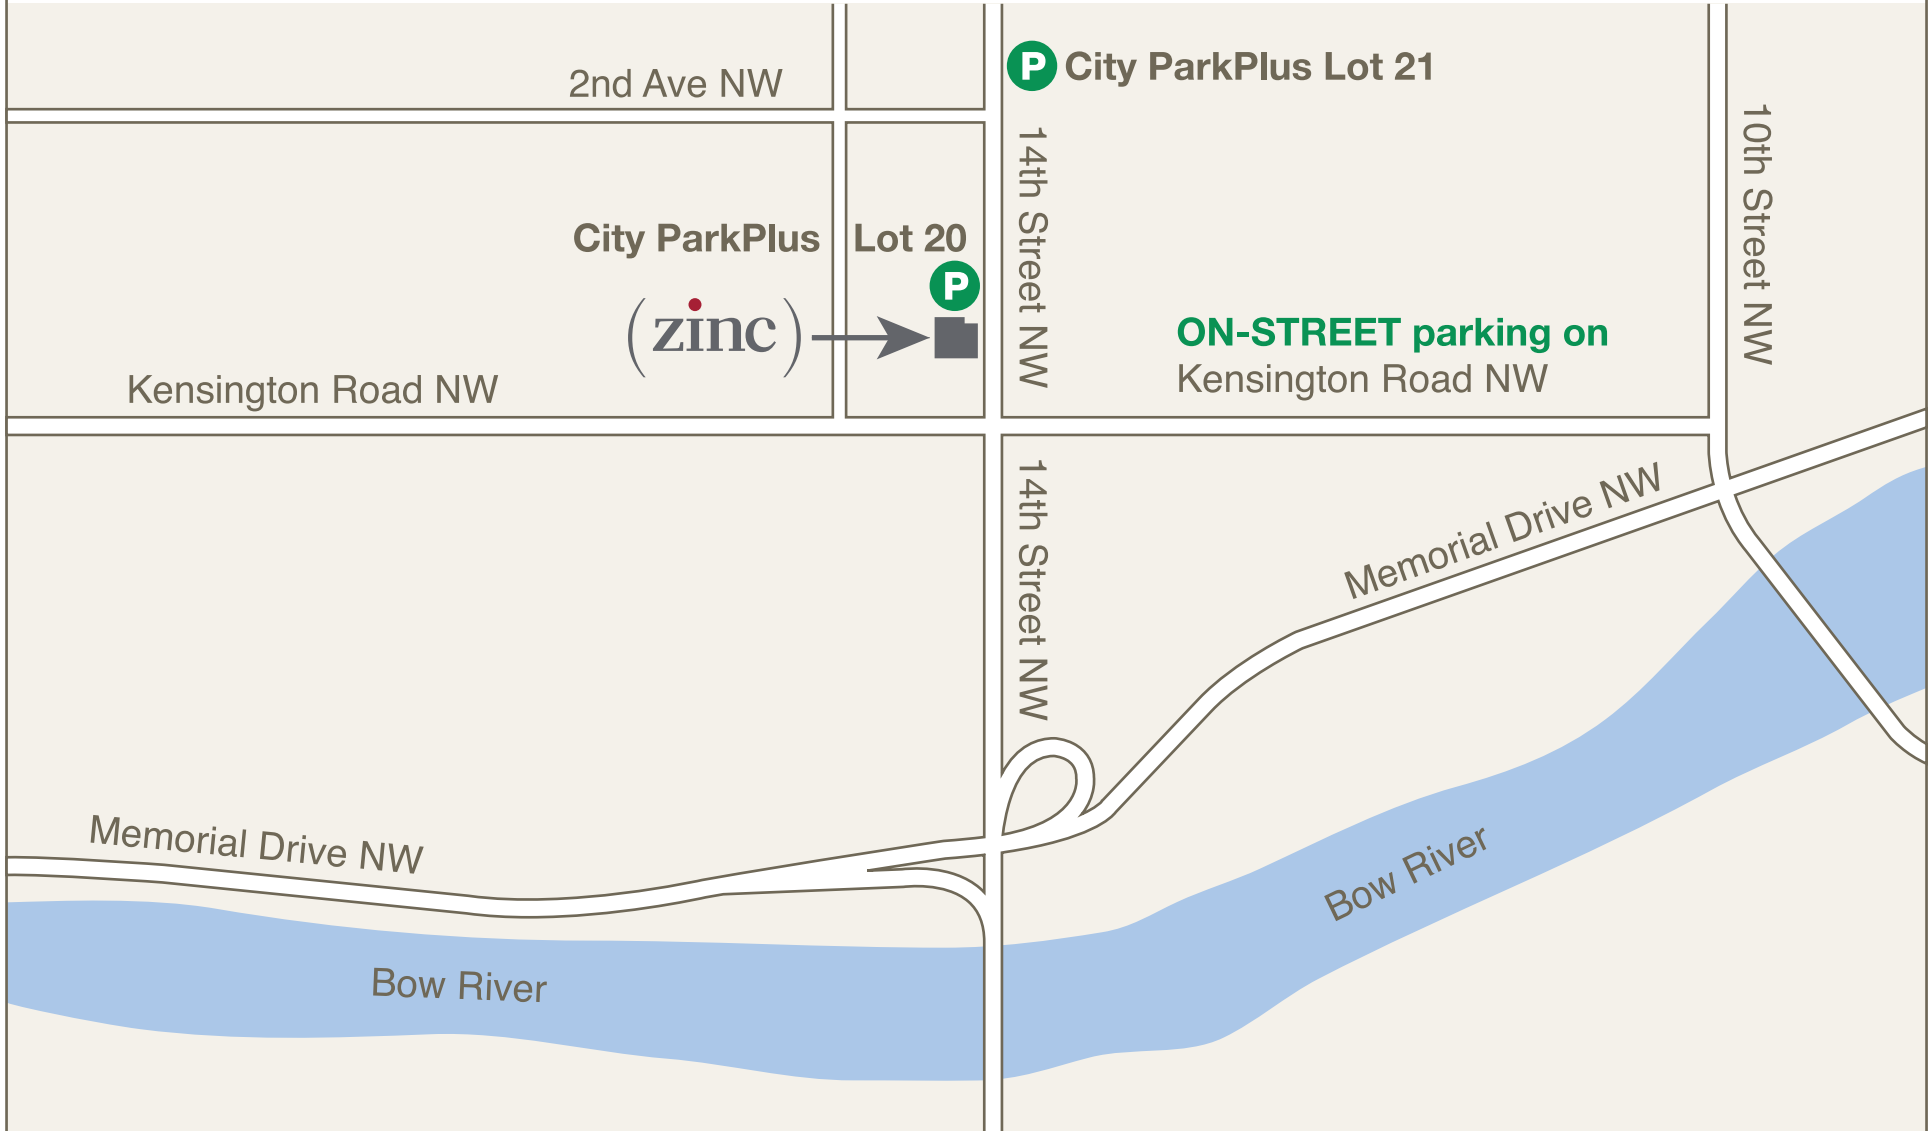 P City ParkPlus Lot 21
2nd Ave NW
14th Street NW
10th Street NW
City ParkPlus Lot 20
P
(zinc)
ON-STREET parking on
Kensington Road NW
Kensington Road NW
14th Street NW
Memorial Drive NW
Memorial Drive NW
Bow River
Bow River